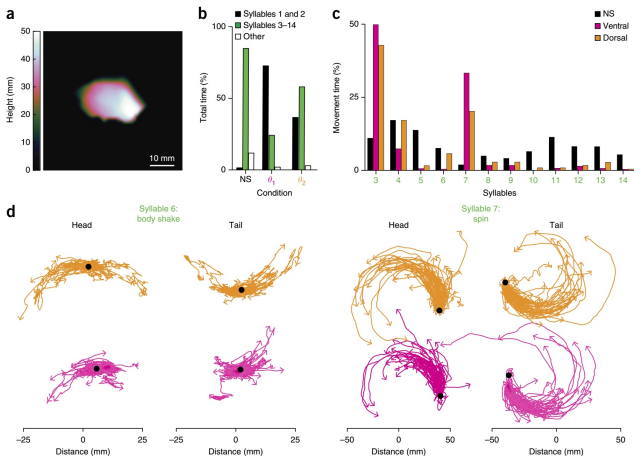 a
Height (mm)
50
40
30
20
10
0
10 mm
b
Syllables 1 and 2
Syllables 3–14
Other
Total time (%)
100
50
0
NS θ1 θ2
Condition
c
NS
Ventral
Dorsal
Movement time (%)
50
25
0
3 4 5 6 7 8 9 10 11 12 13 14
Syllables
d
Syllable 6:
body shake
Head Tail
–25 0 25 –25 0 25
Distance (mm) Distance (mm)
Syllable 7:
spin
Head Tail
–50 0 50 –50 0 50
Distance (mm) Distance (mm)